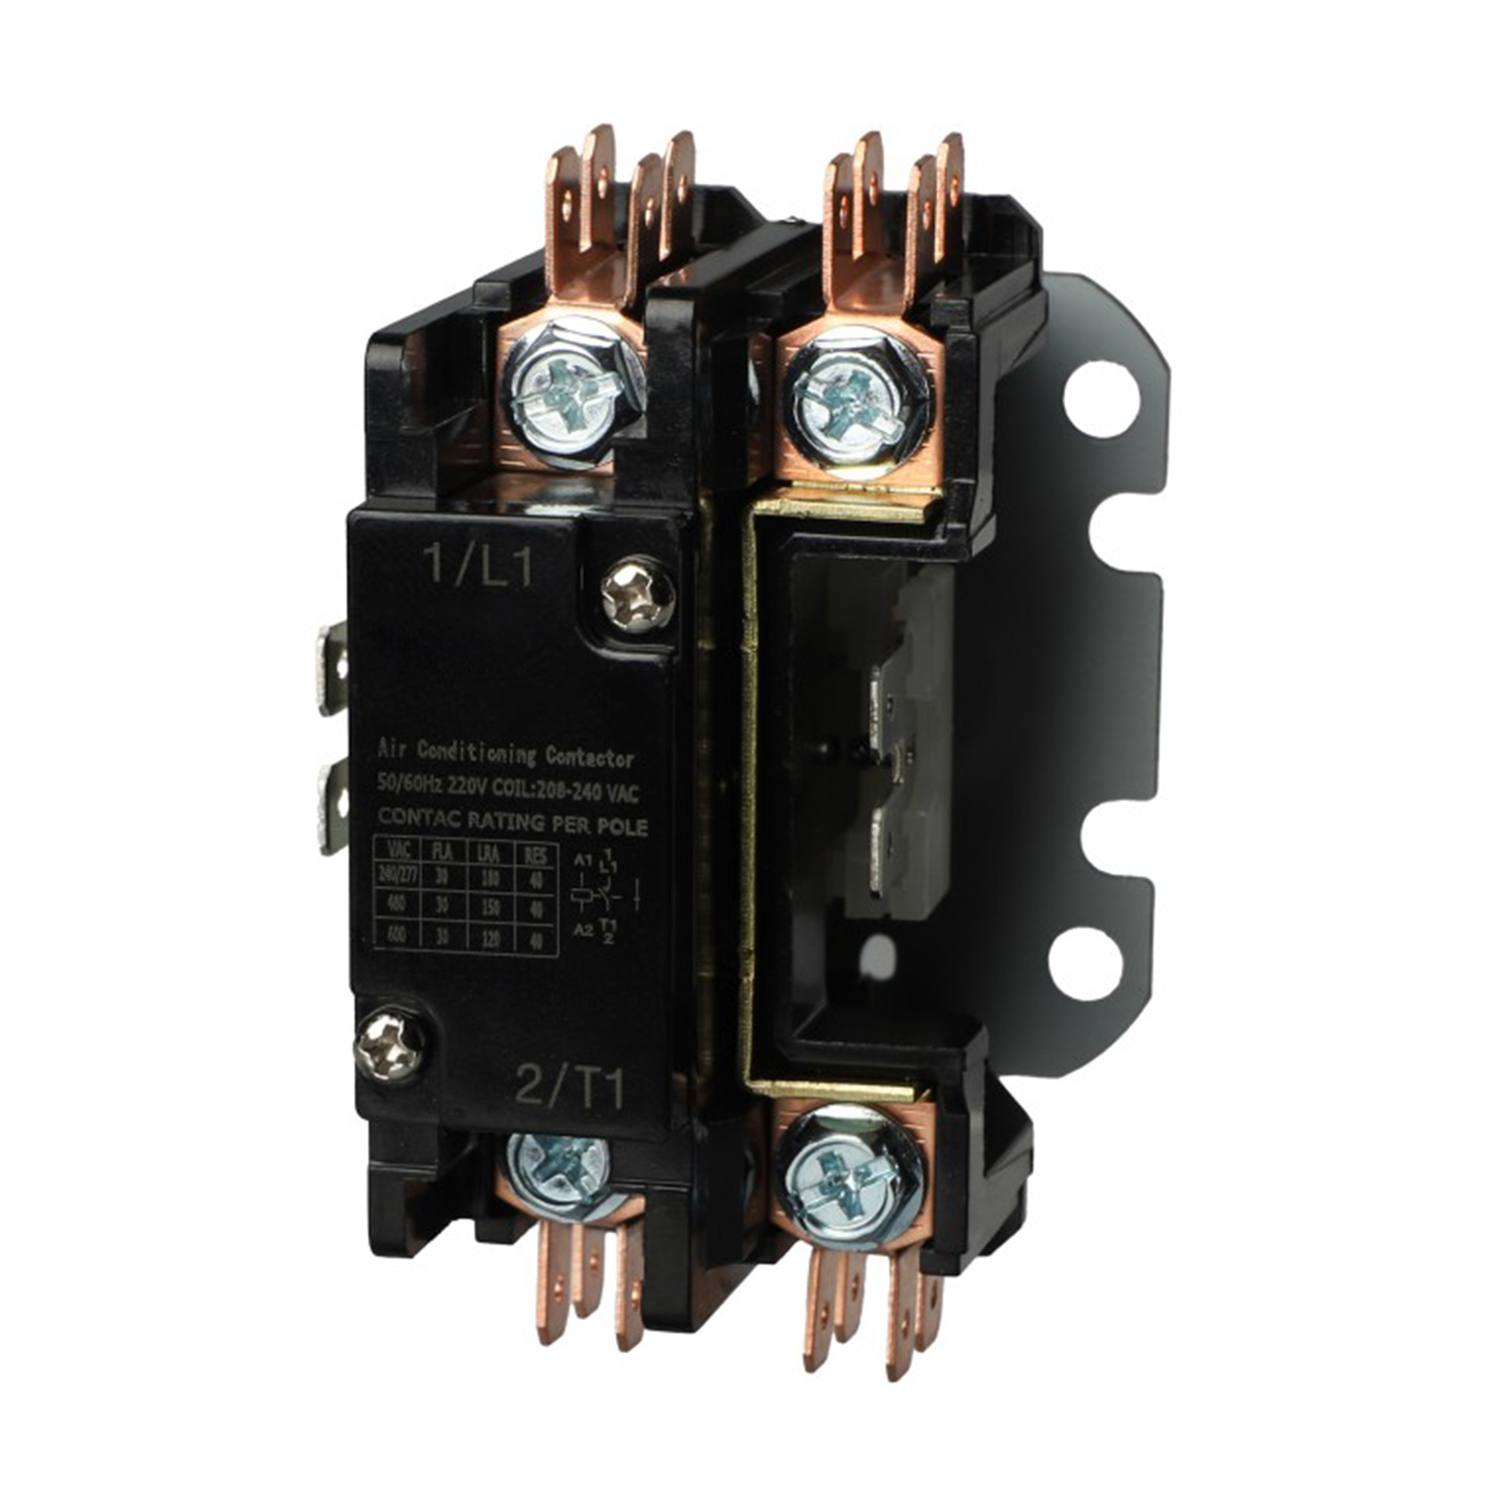 1/L1
Air Conditioning Contactor
50/60Hz 220V COIL:208-240 VAC
CONTAC RATING PER POLE
VAC FLA LRA RES
240/277 30 180 40
480 30 150 40
600 30 120 40
A1 1
L1
A2 T1
2
2/T1